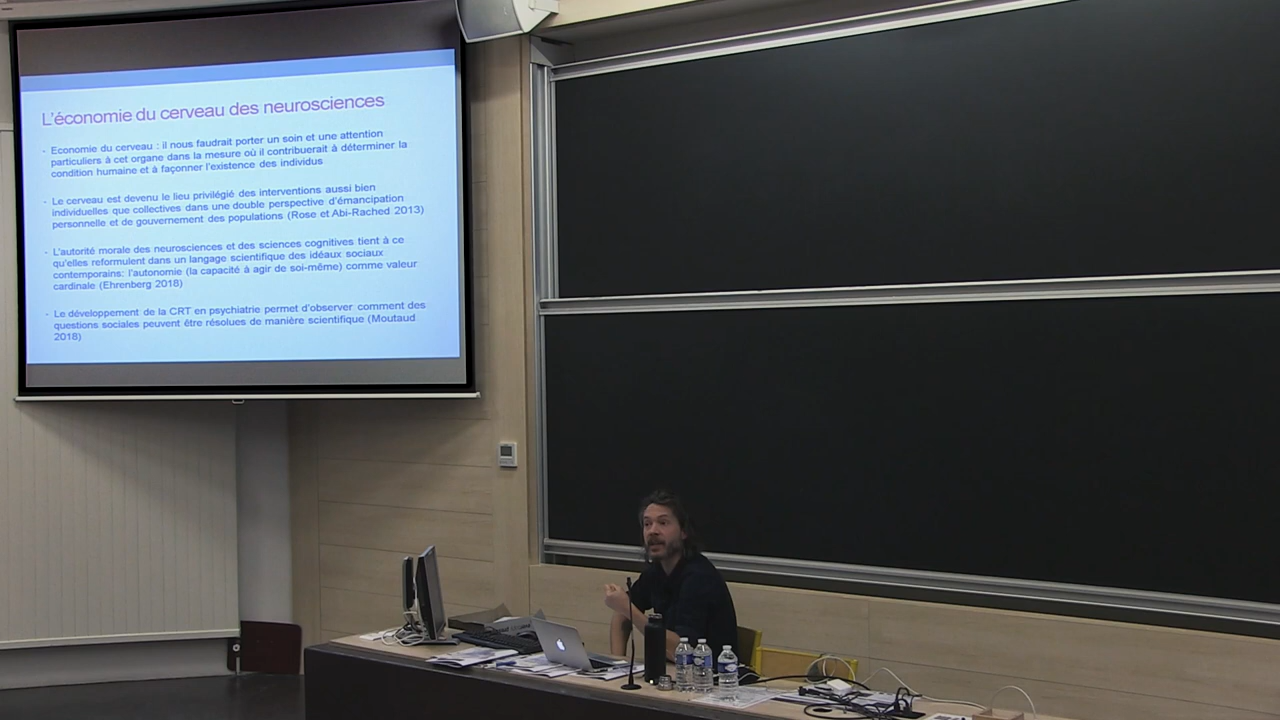 L'économie du cerveau des neurosciences
- Economie du cerveau : il nous faudrait porter un soin et une attention
particuliers à cet organe dans la mesure où il contribuerait à déterminer la
condition humaine et à façonner l'existence des individus
- Le cerveau est devenu le lieu privilégié des interventions aussi bien
individuelles que collectives dans une double perspective d'émancipation
personnelle et de gouvernement des populations (Rose et Abi-Rached 2013)
- L'autorité morale des neurosciences et des sciences cognitives tient à ce
qu'elles reformulent dans un langage scientifique des idéaux sociaux
contemporains: l'autonomie (la capacité à agir de soi-même) comme valeur
cardinale (Ehrenberg 2018)
- Le développement de la CRT en psychiatrie permet d'observer comment des
questions sociales peuvent être résolues de manière scientifique (Moutaud
2018)